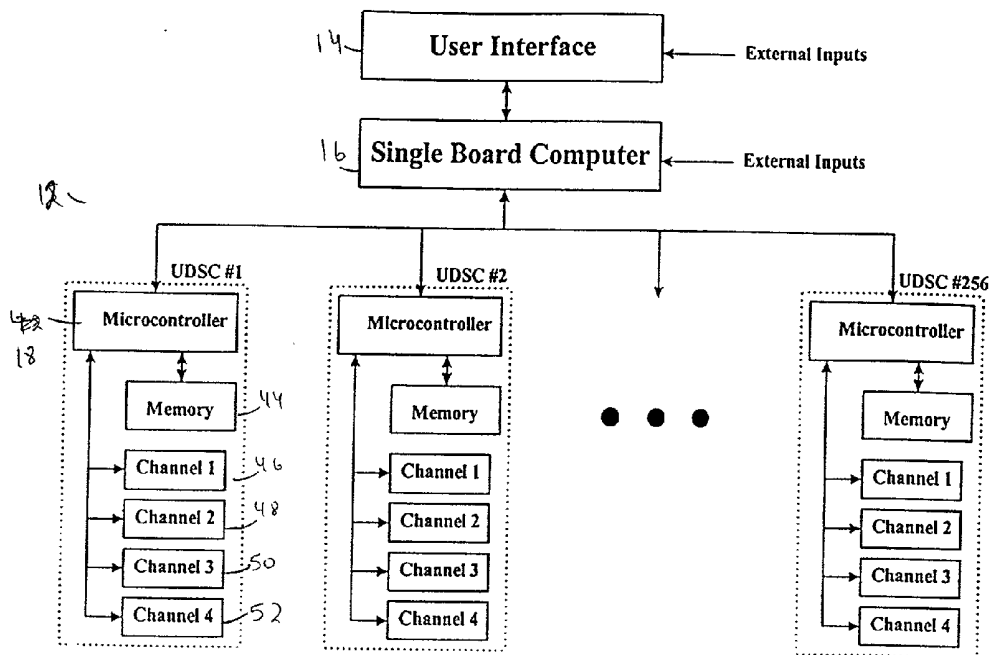 14 User Interface
External Inputs
16 Single Board Computer
External Inputs
12
UDSC #1
UDSC #2
UDSC #256
Microcontroller
Microcontroller
Microcontroller
18
Memory 44
Memory
Memory
Channel 1 46
Channel 1
Channel 1
Channel 2 48
Channel 2
Channel 2
Channel 3 50
Channel 3
Channel 3
Channel 4 52
Channel 4
Channel 4